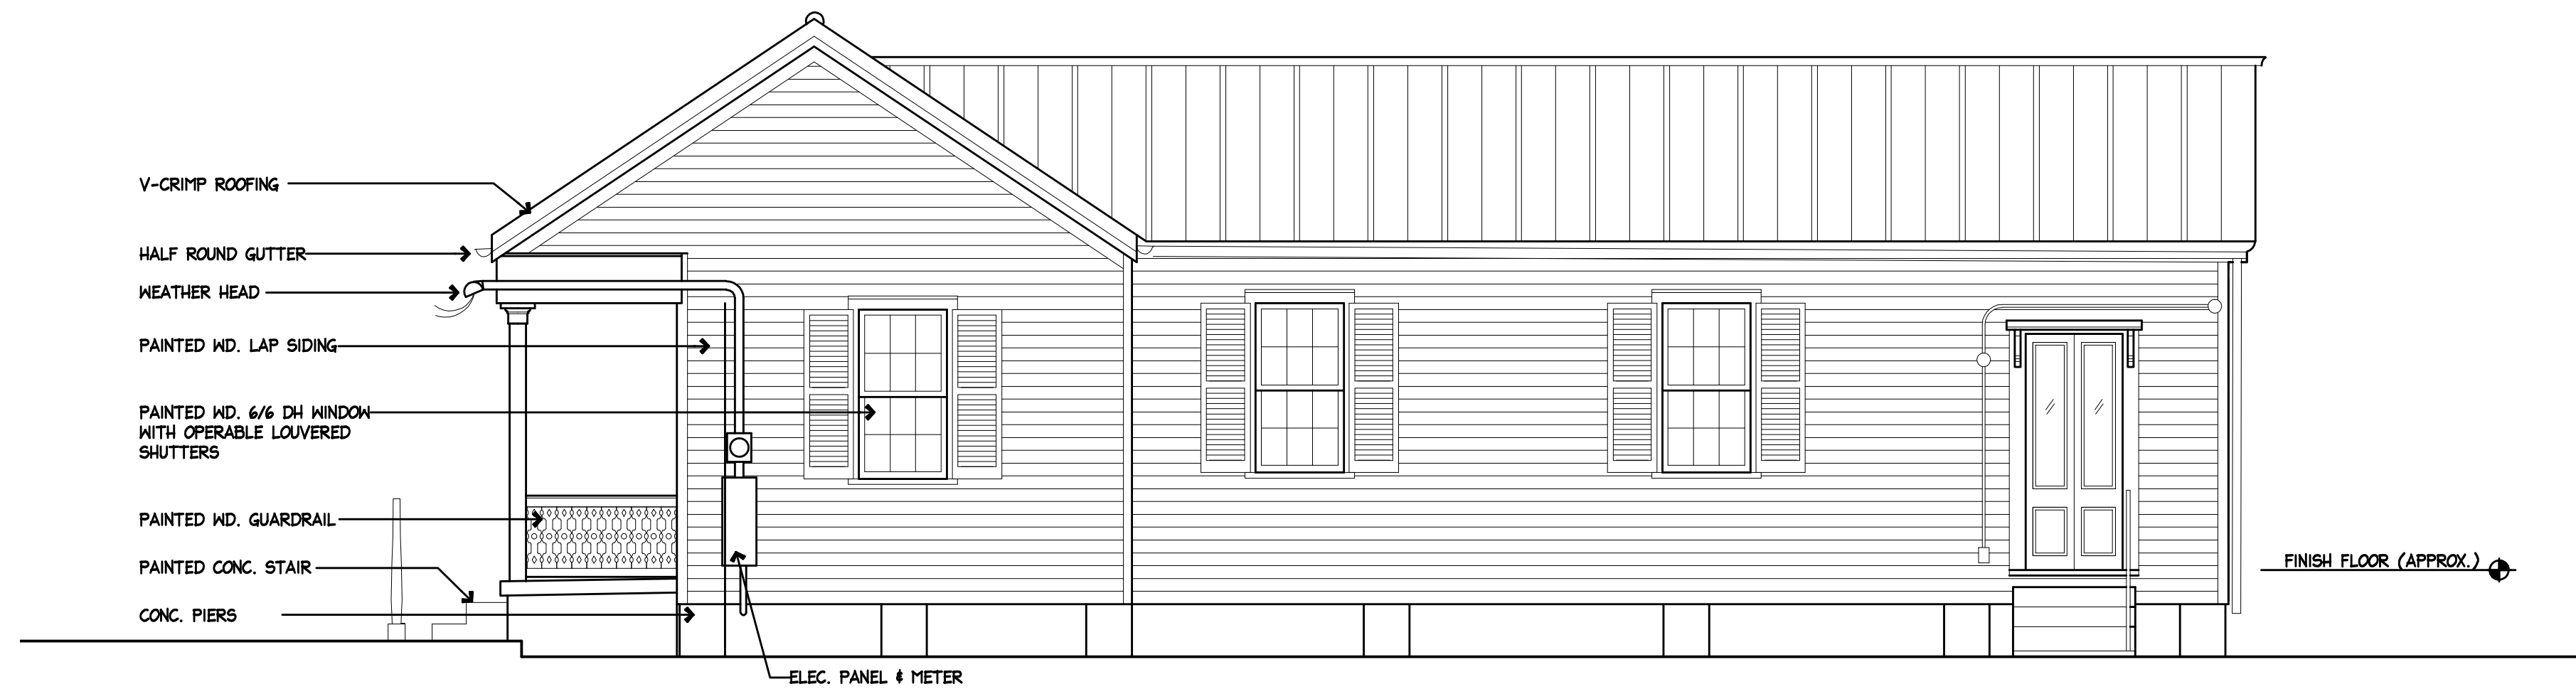 V-CRIMP ROOFING
HALF ROUND GUTTER
WEATHER HEAD
PAINTED WD. LAP SIDING
PAINTED WD. 6/6 DH WINDOW
WITH OPERABLE LOUVERED
SHUTTERS
PAINTED WD. GUARDRAIL
PAINTED CONC. STAIR
CONC. PIERS
ELEC. PANEL & METER
FINISH FLOOR (APPROX.)